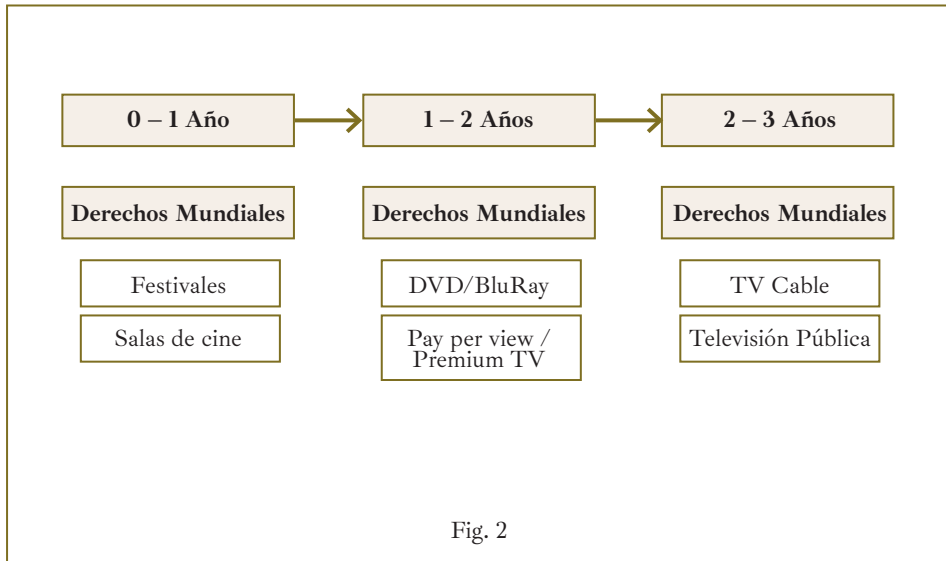 0 – 1 Año
1 – 2 Años
2 – 3 Años
Derechos Mundiales
Derechos Mundiales
Derechos Mundiales
Festivales
DVD/BluRay
TV Cable
Salas de cine
Pay per view /
Premium TV
Televisión Pública
Fig. 2